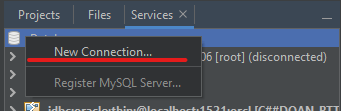 Projects Files Services ×
New Connection...
06 [root] (disconnected)
Register MySQL Server...